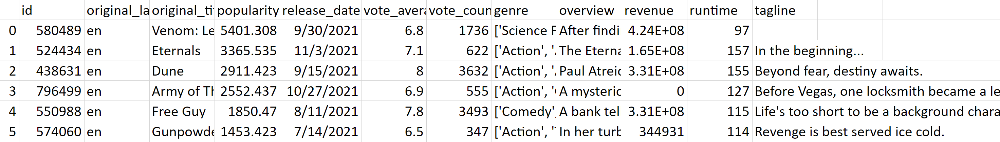 id original_la original_tit popularity release_date vote_avera vote_coun genre overview revenue runtime tagline
0 580489 en Venom: Le 5401.308 9/30/2021 6.8 1736 ['Science F After findi 4.24E+08 97
1 524434 en Eternals 3365.535 11/3/2021 7.1 622 ['Action', ' The Eterna 1.65E+08 157 In the beginning...
2 438631 en Dune 2911.423 9/15/2021 8 3632 ['Action', ' Paul Atreid 3.31E+08 155 Beyond fear, destiny awaits.
3 796499 en Army of Th 2552.437 10/27/2021 6.9 555 ['Action', ' A mysteric 0 127 Before Vegas, one locksmith became a le
4 550988 en Free Guy 1850.47 8/11/2021 7.8 3493 ['Comedy', A bank tell 3.31E+08 115 Life's too short to be a background chara
5 574060 en Gunpowde 1453.423 7/14/2021 6.5 347 ['Action', 'T In her turb 344931 114 Revenge is best served ice cold.